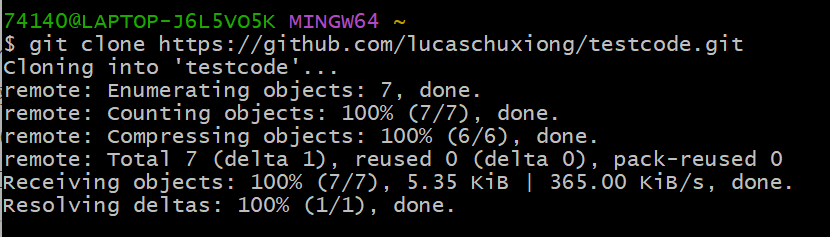 74140@LAPTOP-J6L5VO5K MINGW64 ~
$ git clone https://github.com/lucaschuxiong/testcode.git
Cloning into 'testcode'...
remote: Enumerating objects: 7, done.
remote: Counting objects: 100% (7/7), done.
remote: Compressing objects: 100% (6/6), done.
remote: Total 7 (delta 1), reused 0 (delta 0), pack-reused 0
Receiving objects: 100% (7/7), 5.35 KiB | 365.00 KiB/s, done.
Resolving deltas: 100% (1/1), done.